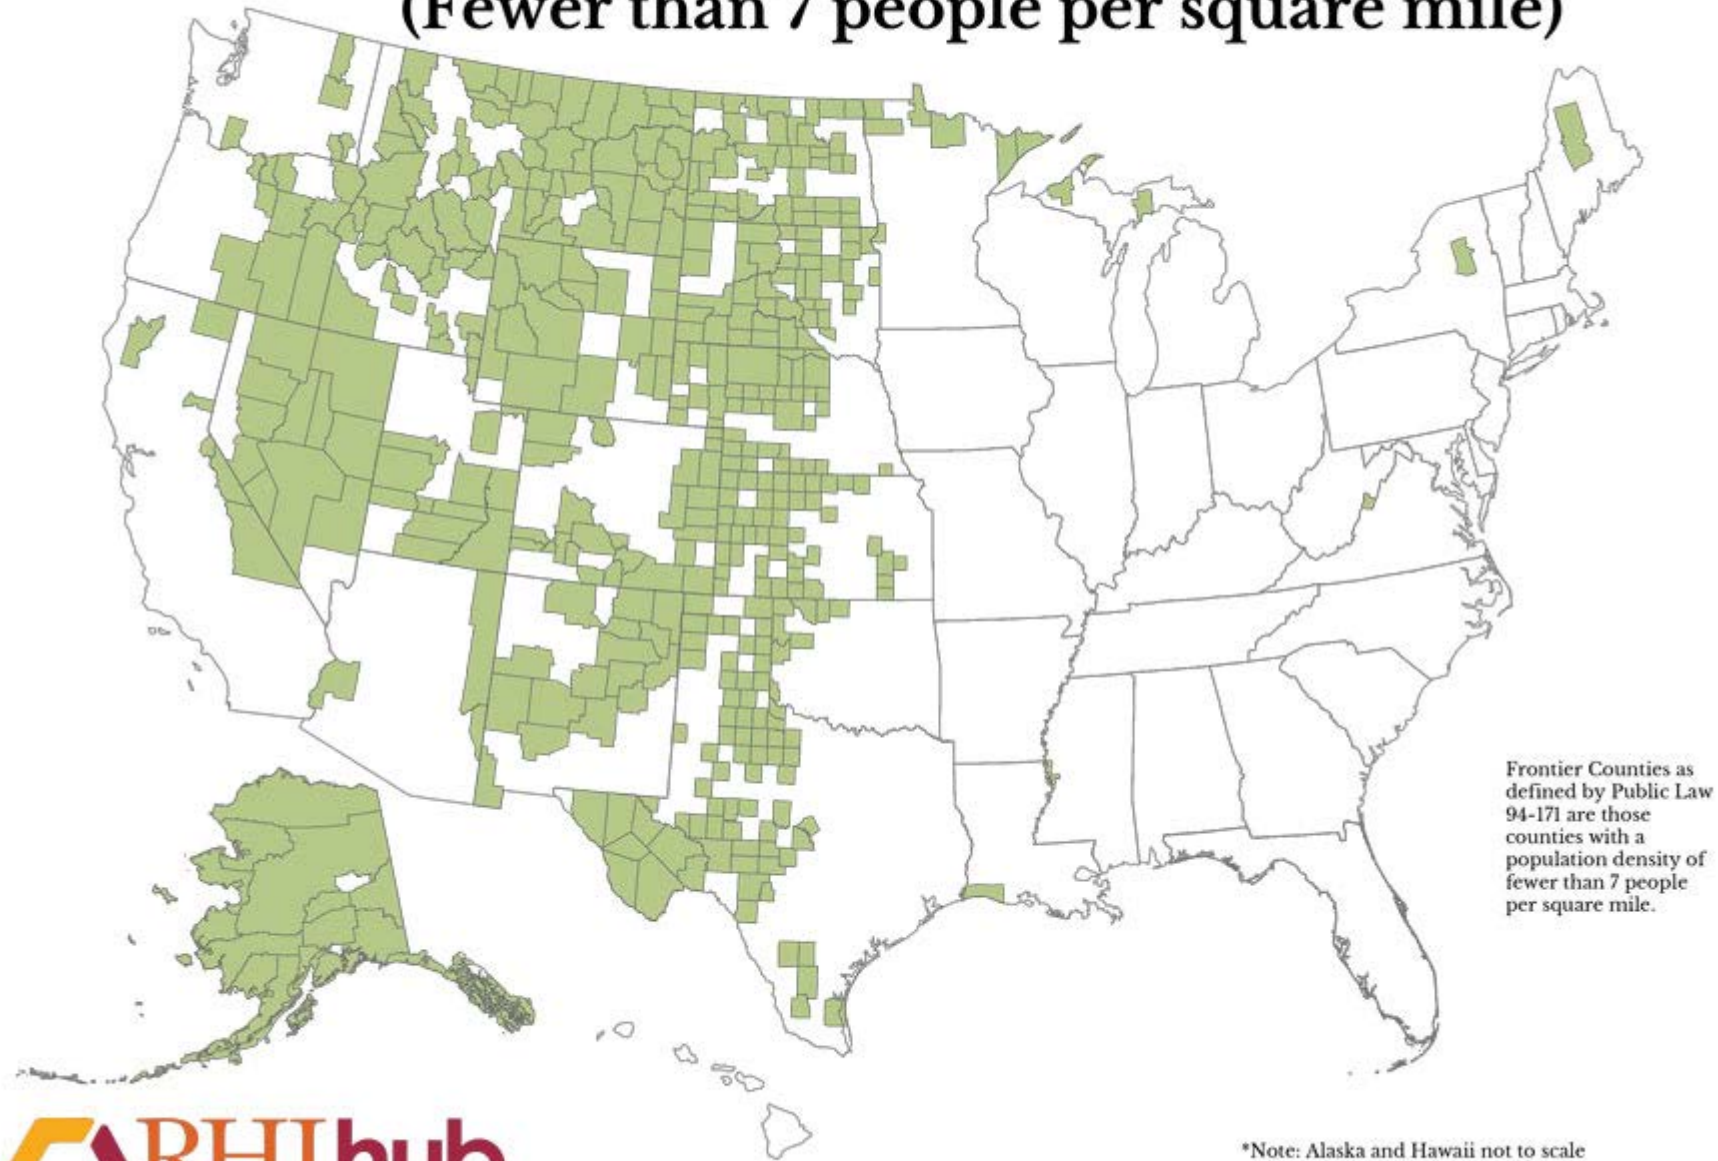 (Fewer than 7 people per square mile)
Frontier Counties as
defined by Public Law
94-171 are those
counties with a
population density of
fewer than 7 people
per square mile.
RHIhub
*Note: Alaska and Hawaii not to scale